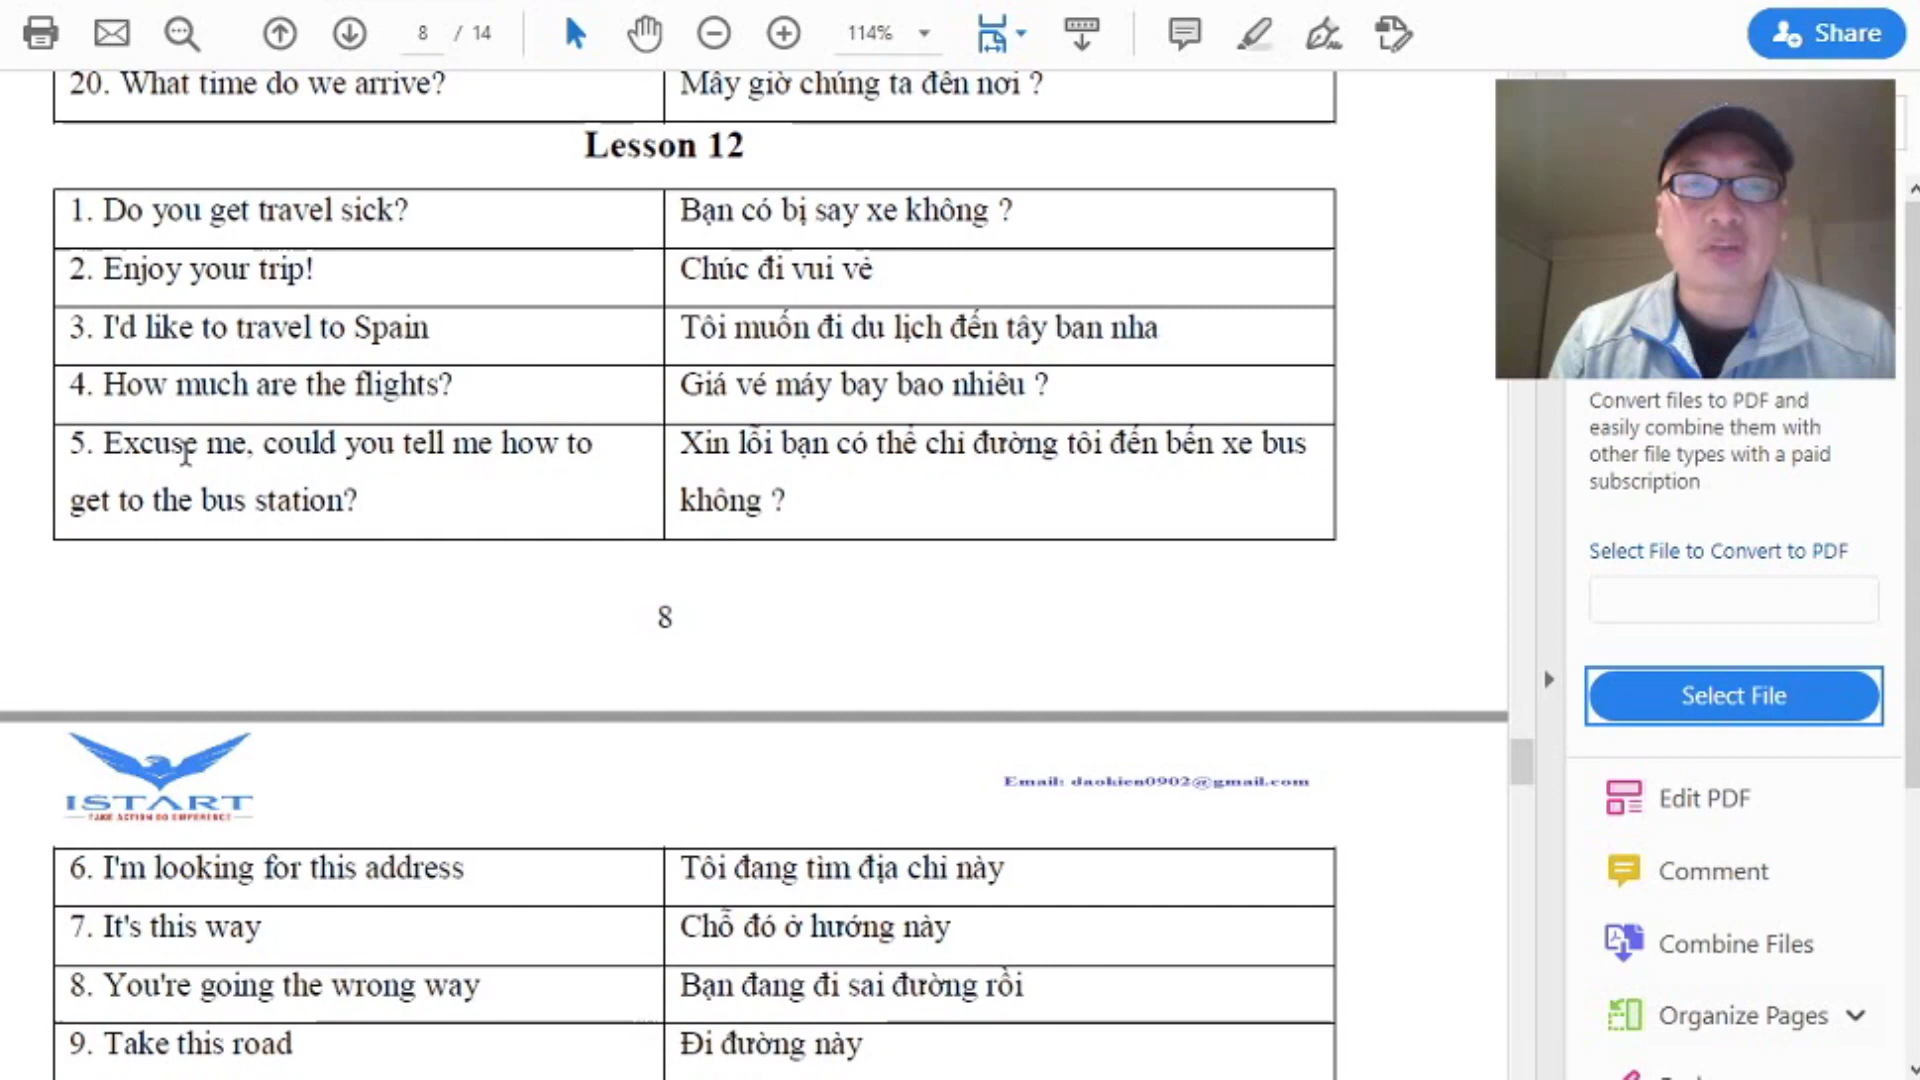 8 / 14
114%
Share
20. What time do we arrive?
Mấy giờ chúng ta đến nơi ?
Lesson 12
1. Do you get travel sick?
Bạn có bị say xe không ?
2. Enjoy your trip!
Chúc đi vui vẻ
3. I'd like to travel to Spain
Tôi muốn đi du lịch đến tây ban nha
4. How much are the flights?
Giá vé máy bay bao nhiêu ?
5. Excuse me, could you tell me how to
get to the bus station?
Xin lỗi bạn có thể chỉ đường tôi đến bến xe bus
không ?
8
ISTART
TAKE ACTION DO DIFFERENCE
Email: daokien0902@gmail.com
6. I'm looking for this address
Tôi đang tìm địa chỉ này
7. It's this way
Chỗ đó ở hướng này
8. You're going the wrong way
Bạn đang đi sai đường rồi
9. Take this road
Đi đường này
Convert files to PDF and
easily combine them with
other file types with a paid
subscription
Select File to Convert to PDF
Select File
Edit PDF
Comment
Combine Files
Organize Pages